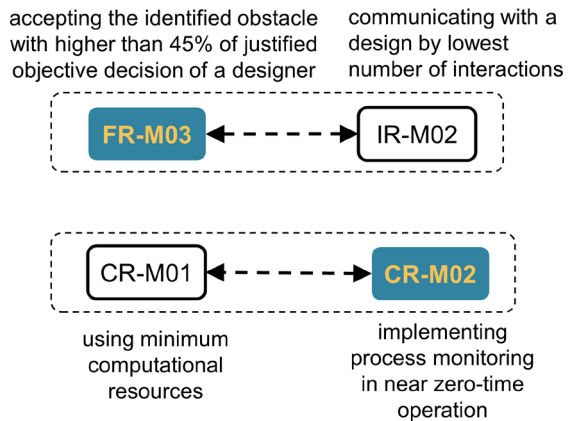 accepting the identified obstacle
with higher than 45% of justified
objective decision of a designer
communicating with a
design by lowest
number of interactions
FR-M03
IR-M02
CR-M01
CR-M02
using minimum
computational
resources
implementing
process monitoring
in near zero-time
operation